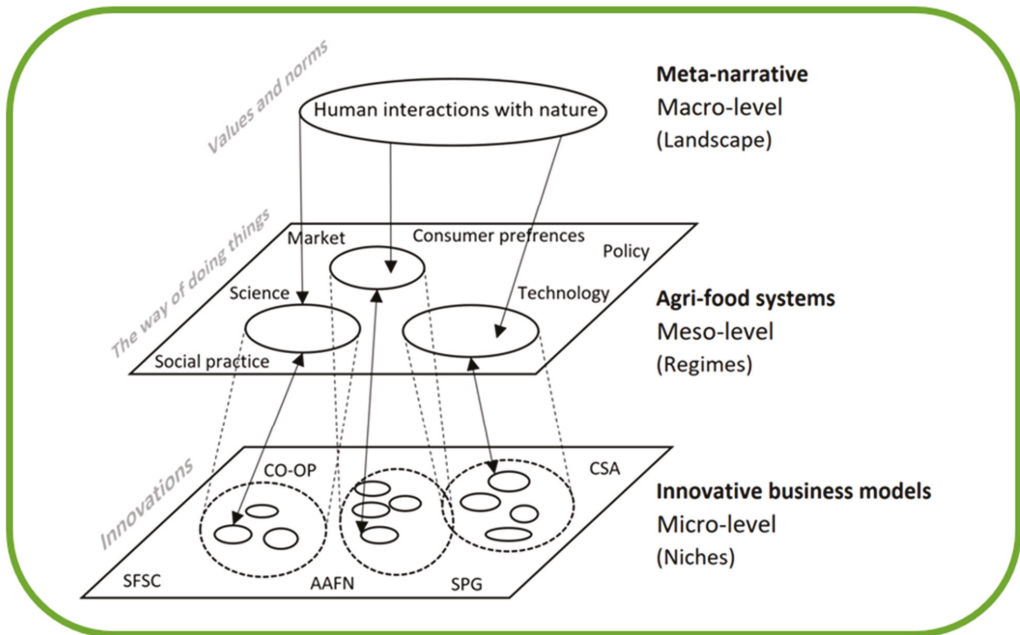 Values and norms
Human interactions with nature
Meta-narrative
Macro-level
(Landscape)
The way of doing things
Market
Consumer prefrences
Policy
Science
Technology
Social practice
Agri-food systems
Meso-level
(Regimes)
Innovations
CO-OP
CSA
SFSC
AAFN
SPG
Innovative business models
Micro-level
(Niches)